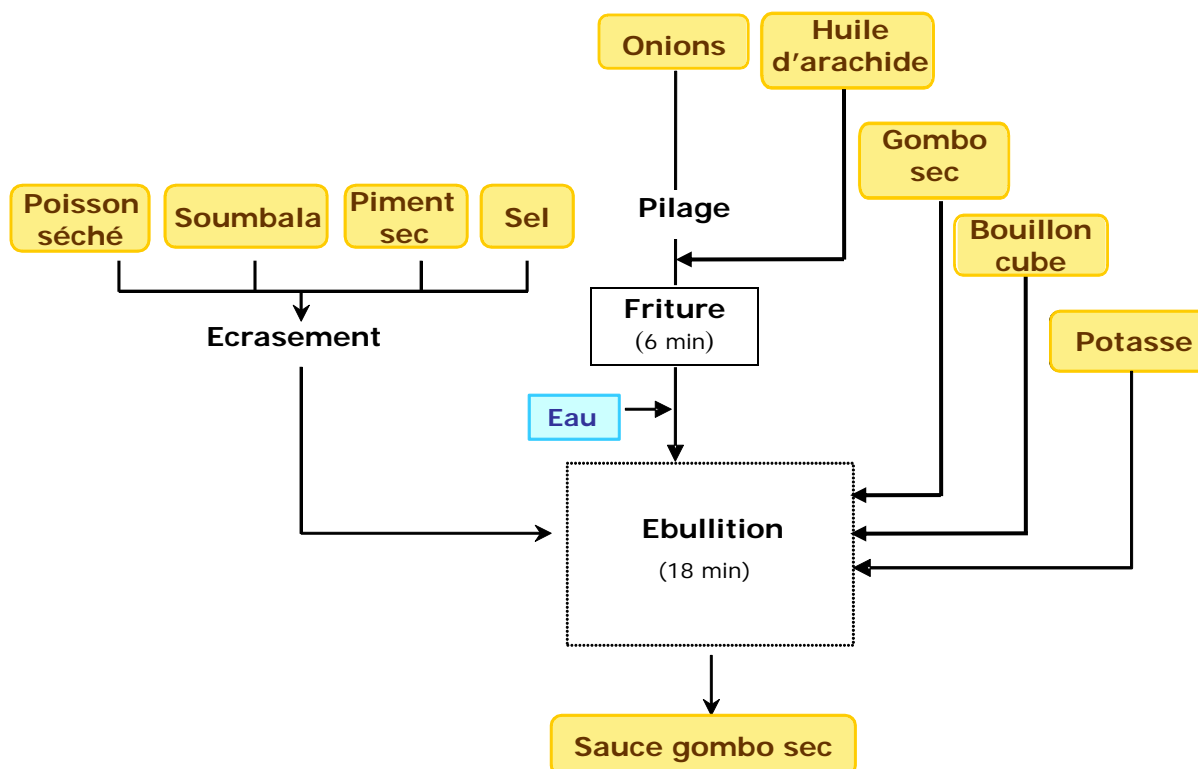 Onions
Huile
d'arachide
Gombo
sec
Poisson
séché
Soumbala
Piment
sec
Sel
Pilage
Bouillon
cube
Friture
(6 min)
Ecrasement
Potasse
Eau
Ebullition
(18 min)
Sauce gombo sec